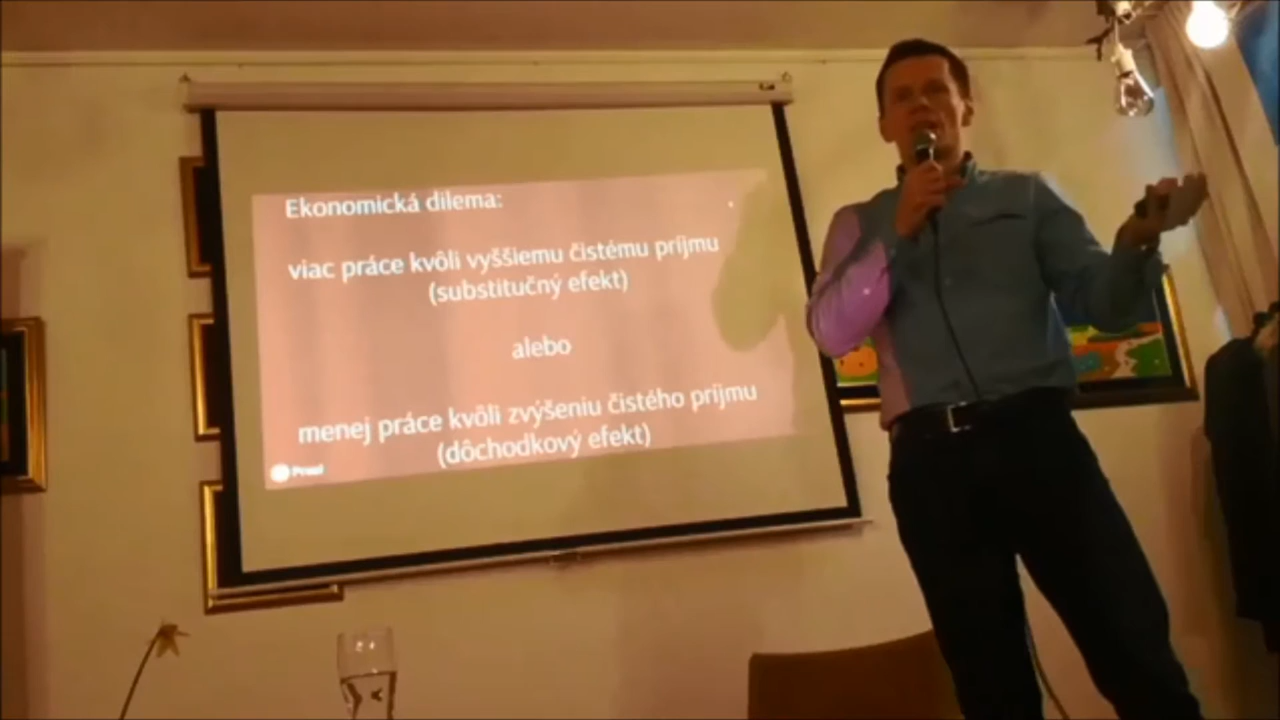 Ekonomická dilema:
viac práce kvôli vyššiemu čistému príjmu
(substitučný efekt)
alebo
menej práce kvôli zvýšeniu čistého príjmu
(dôchodkový efekt)